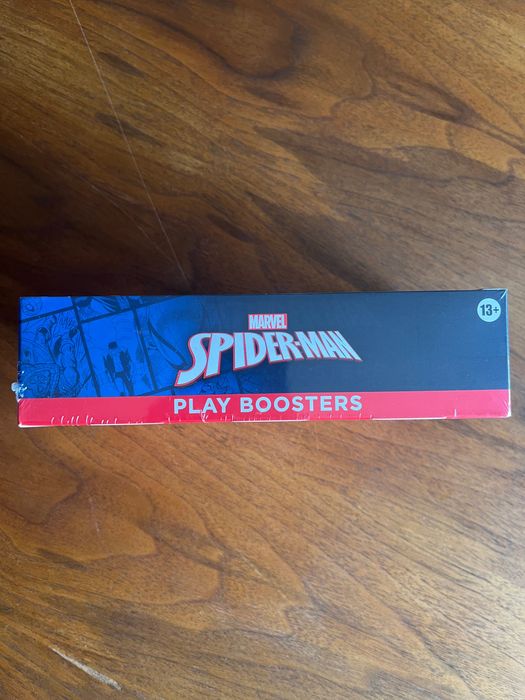 MARVEL
SPIDER-MAN
13+
PLAY BOOSTERS